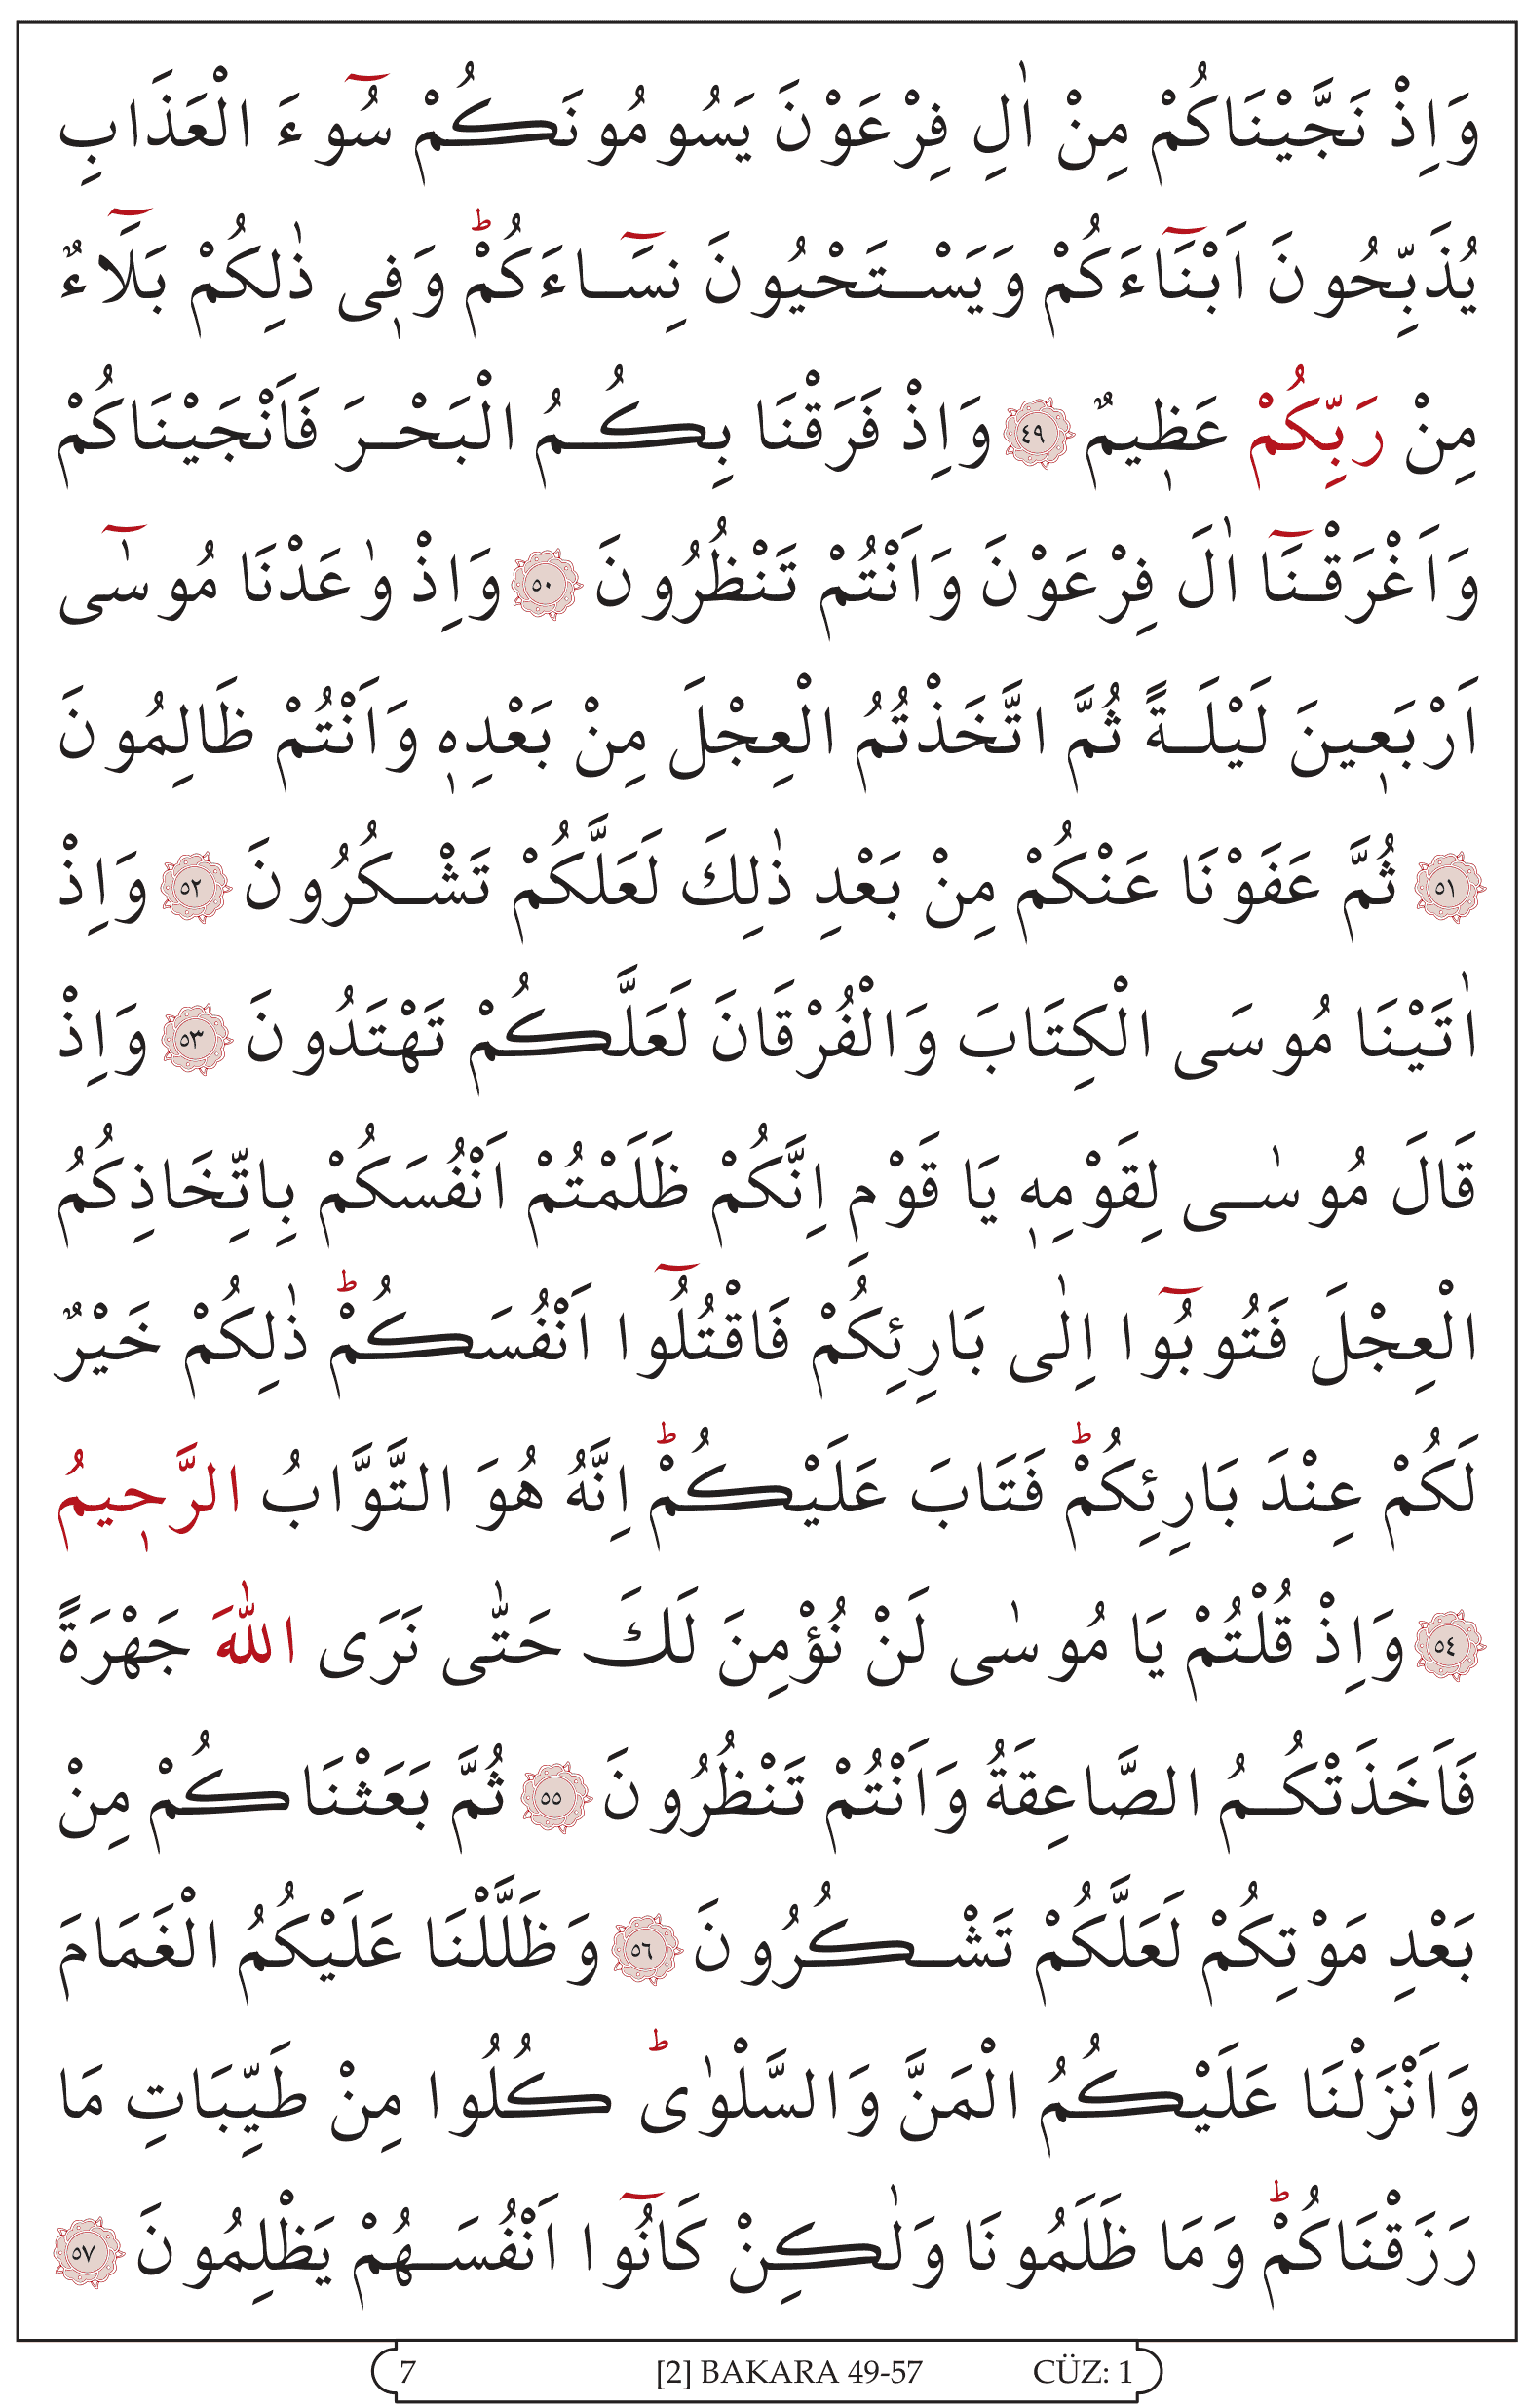 وَاِذْ نَجَّيْنَاكُمْ مِنْ اٰلِ فِرْعَوْنَ يَسُومُونَكُمْ سُٓوءَ الْعَذَابِ
يُذَبِّحُونَ اَبْنَٓاءَكُمْ وَيَسْتَحْيُونَ نِسَٓاءَكُمْۜ وَف۪ي ذٰلِكُمْ بَلَٓاءٌ
مِنْ رَبِّكُمْ عَظ۪يمٌ ﴿٤٩﴾ وَاِذْ فَرَقْنَا بِكُمُ الْبَحْرَ فَاَنْجَيْنَاكُمْ
وَاَغْرَقْنَٓا اٰلَ فِرْعَوْنَ وَاَنْتُمْ تَنْظُرُونَ ﴿٥٠﴾ وَاِذْ وٰعَدْنَا مُوسٰٓى
اَرْبَع۪ينَ لَيْلَةً ثُمَّ اتَّخَذْتُمُ الْعِجْلَ مِنْ بَعْدِه۪ وَاَنْتُمْ ظَالِمُونَ
﴿٥١﴾ ثُمَّ عَفَوْنَا عَنْكُمْ مِنْ بَعْدِ ذٰلِكَ لَعَلَّكُمْ تَشْكُرُونَ ﴿٥٢﴾ وَاِذْ
اٰتَيْنَا مُوسَى الْكِتَابَ وَالْفُرْقَانَ لَعَلَّكُمْ تَهْتَدُونَ ﴿٥٣﴾ وَاِذْ
قَالَ مُوسٰى لِقَوْمِه۪ يَا قَوْمِ اِنَّكُمْ ظَلَمْتُمْ اَنْفُسَكُمْ بِاتِّخَاذِكُمُ
الْعِجْلَ فَتُوبُٓوا اِلٰى بَارِئِكُمْ فَاقْتُلُٓوا اَنْفُسَكُمْۜ ذٰلِكُمْ خَيْرٌ
لَكُمْ عِنْدَ بَارِئِكُمْۜ فَتَابَ عَلَيْكُمْۜ اِنَّهُ هُوَ التَّوَّابُ الرَّح۪يمُ
﴿٥٤﴾ وَاِذْ قُلْتُمْ يَا مُوسٰى لَنْ نُؤْمِنَ لَكَ حَتّٰى نَرَى اللّٰهَ جَهْرَةً
فَاَخَذَتْكُمُ الصَّاعِقَةُ وَاَنْتُمْ تَنْظُرُونَ ﴿٥٥﴾ ثُمَّ بَعَثْنَاكُمْ مِنْ
بَعْدِ مَوْتِكُمْ لَعَلَّكُمْ تَشْكُرُونَ ﴿٥٦﴾ وَظَلَّلْنَا عَلَيْكُمُ الْغَمَامَ
وَاَنْزَلْنَا عَلَيْكُمُ الْمَنَّ وَالسَّلْوٰىۜ كُلُوا مِنْ طَيِّبَاتِ مَا
رَزَقْنَاكُمْۜ وَمَا ظَلَمُونَا وَلٰكِنْ كَانُٓوا اَنْفُسَهُمْ يَظْلِمُونَ ﴿٥٧﴾
7 [2] BAKARA 49-57 CÜZ: 1